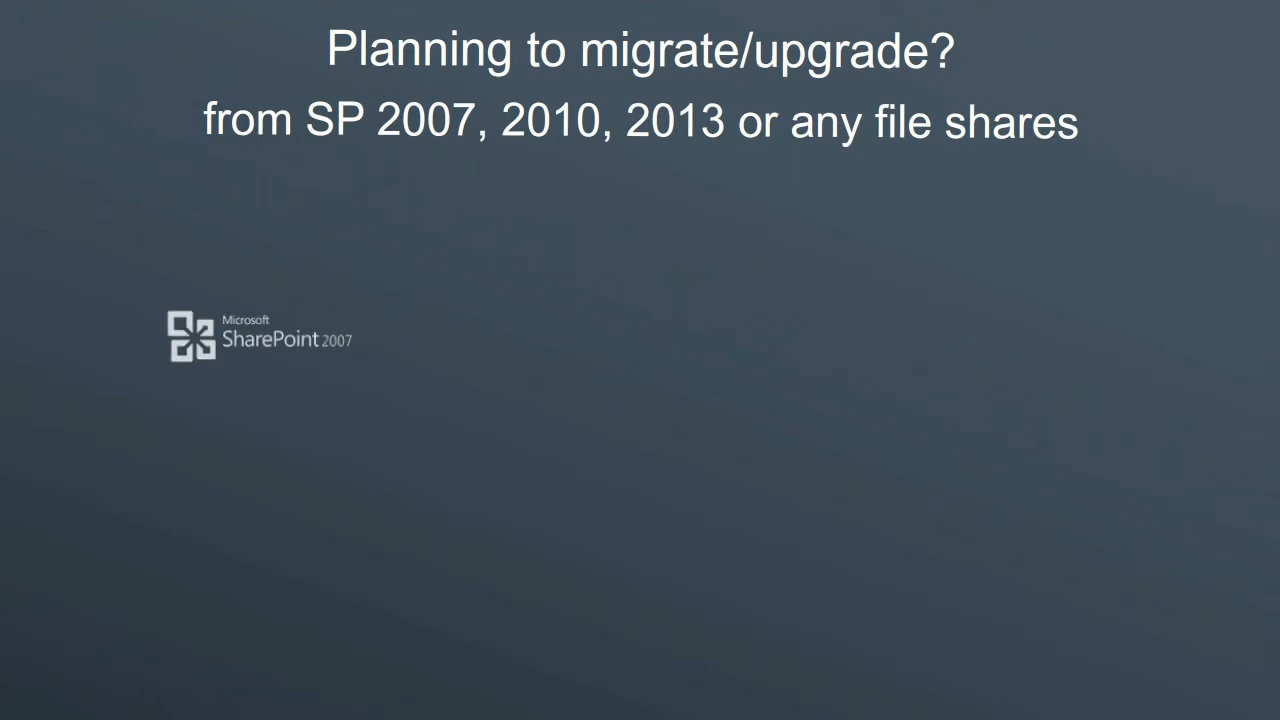 Planning to migrate/upgrade?
from SP 2007, 2010, 2013 or any file shares
Microsoft
SharePoint 2007